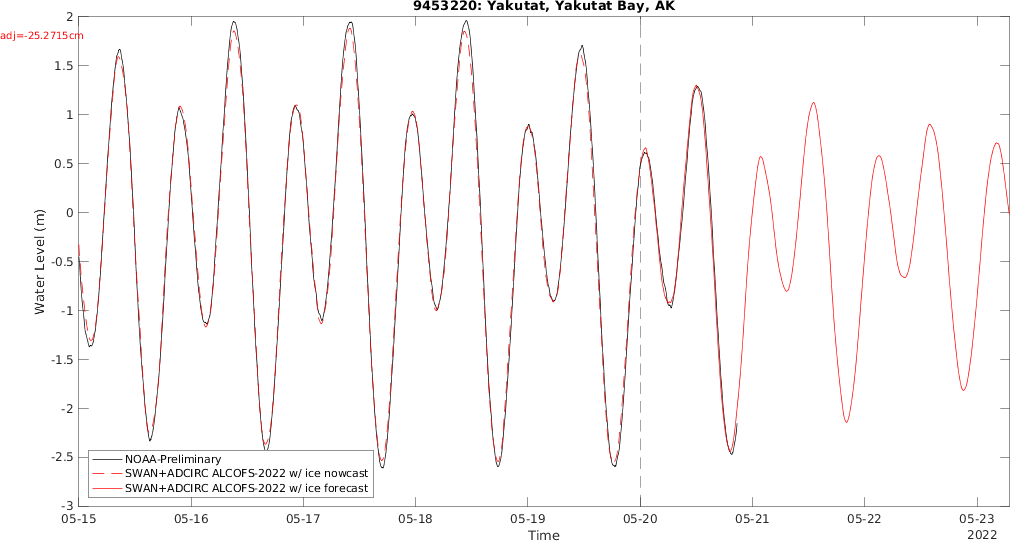 9453220: Yakutat, Yakutat Bay, AK
adj=-25.2715cm
2
1.5
1
0.5
0
-0.5
-1
-1.5
-2
-2.5
-3
Water Level (m)
NOAA-Preliminary
SWAN+ADCIRC ALCOFS-2022 w/ ice nowcast
SWAN+ADCIRC ALCOFS-2022 w/ ice forecast
05-15 05-16 05-17 05-18 05-19 05-20 05-21 05-22 05-23
Time
2022